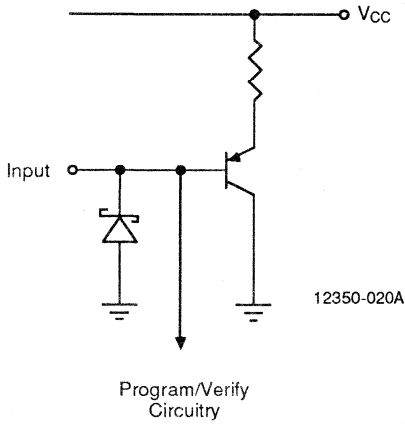 VCC
Input
12350-020A
Program/Verify
Circuitry